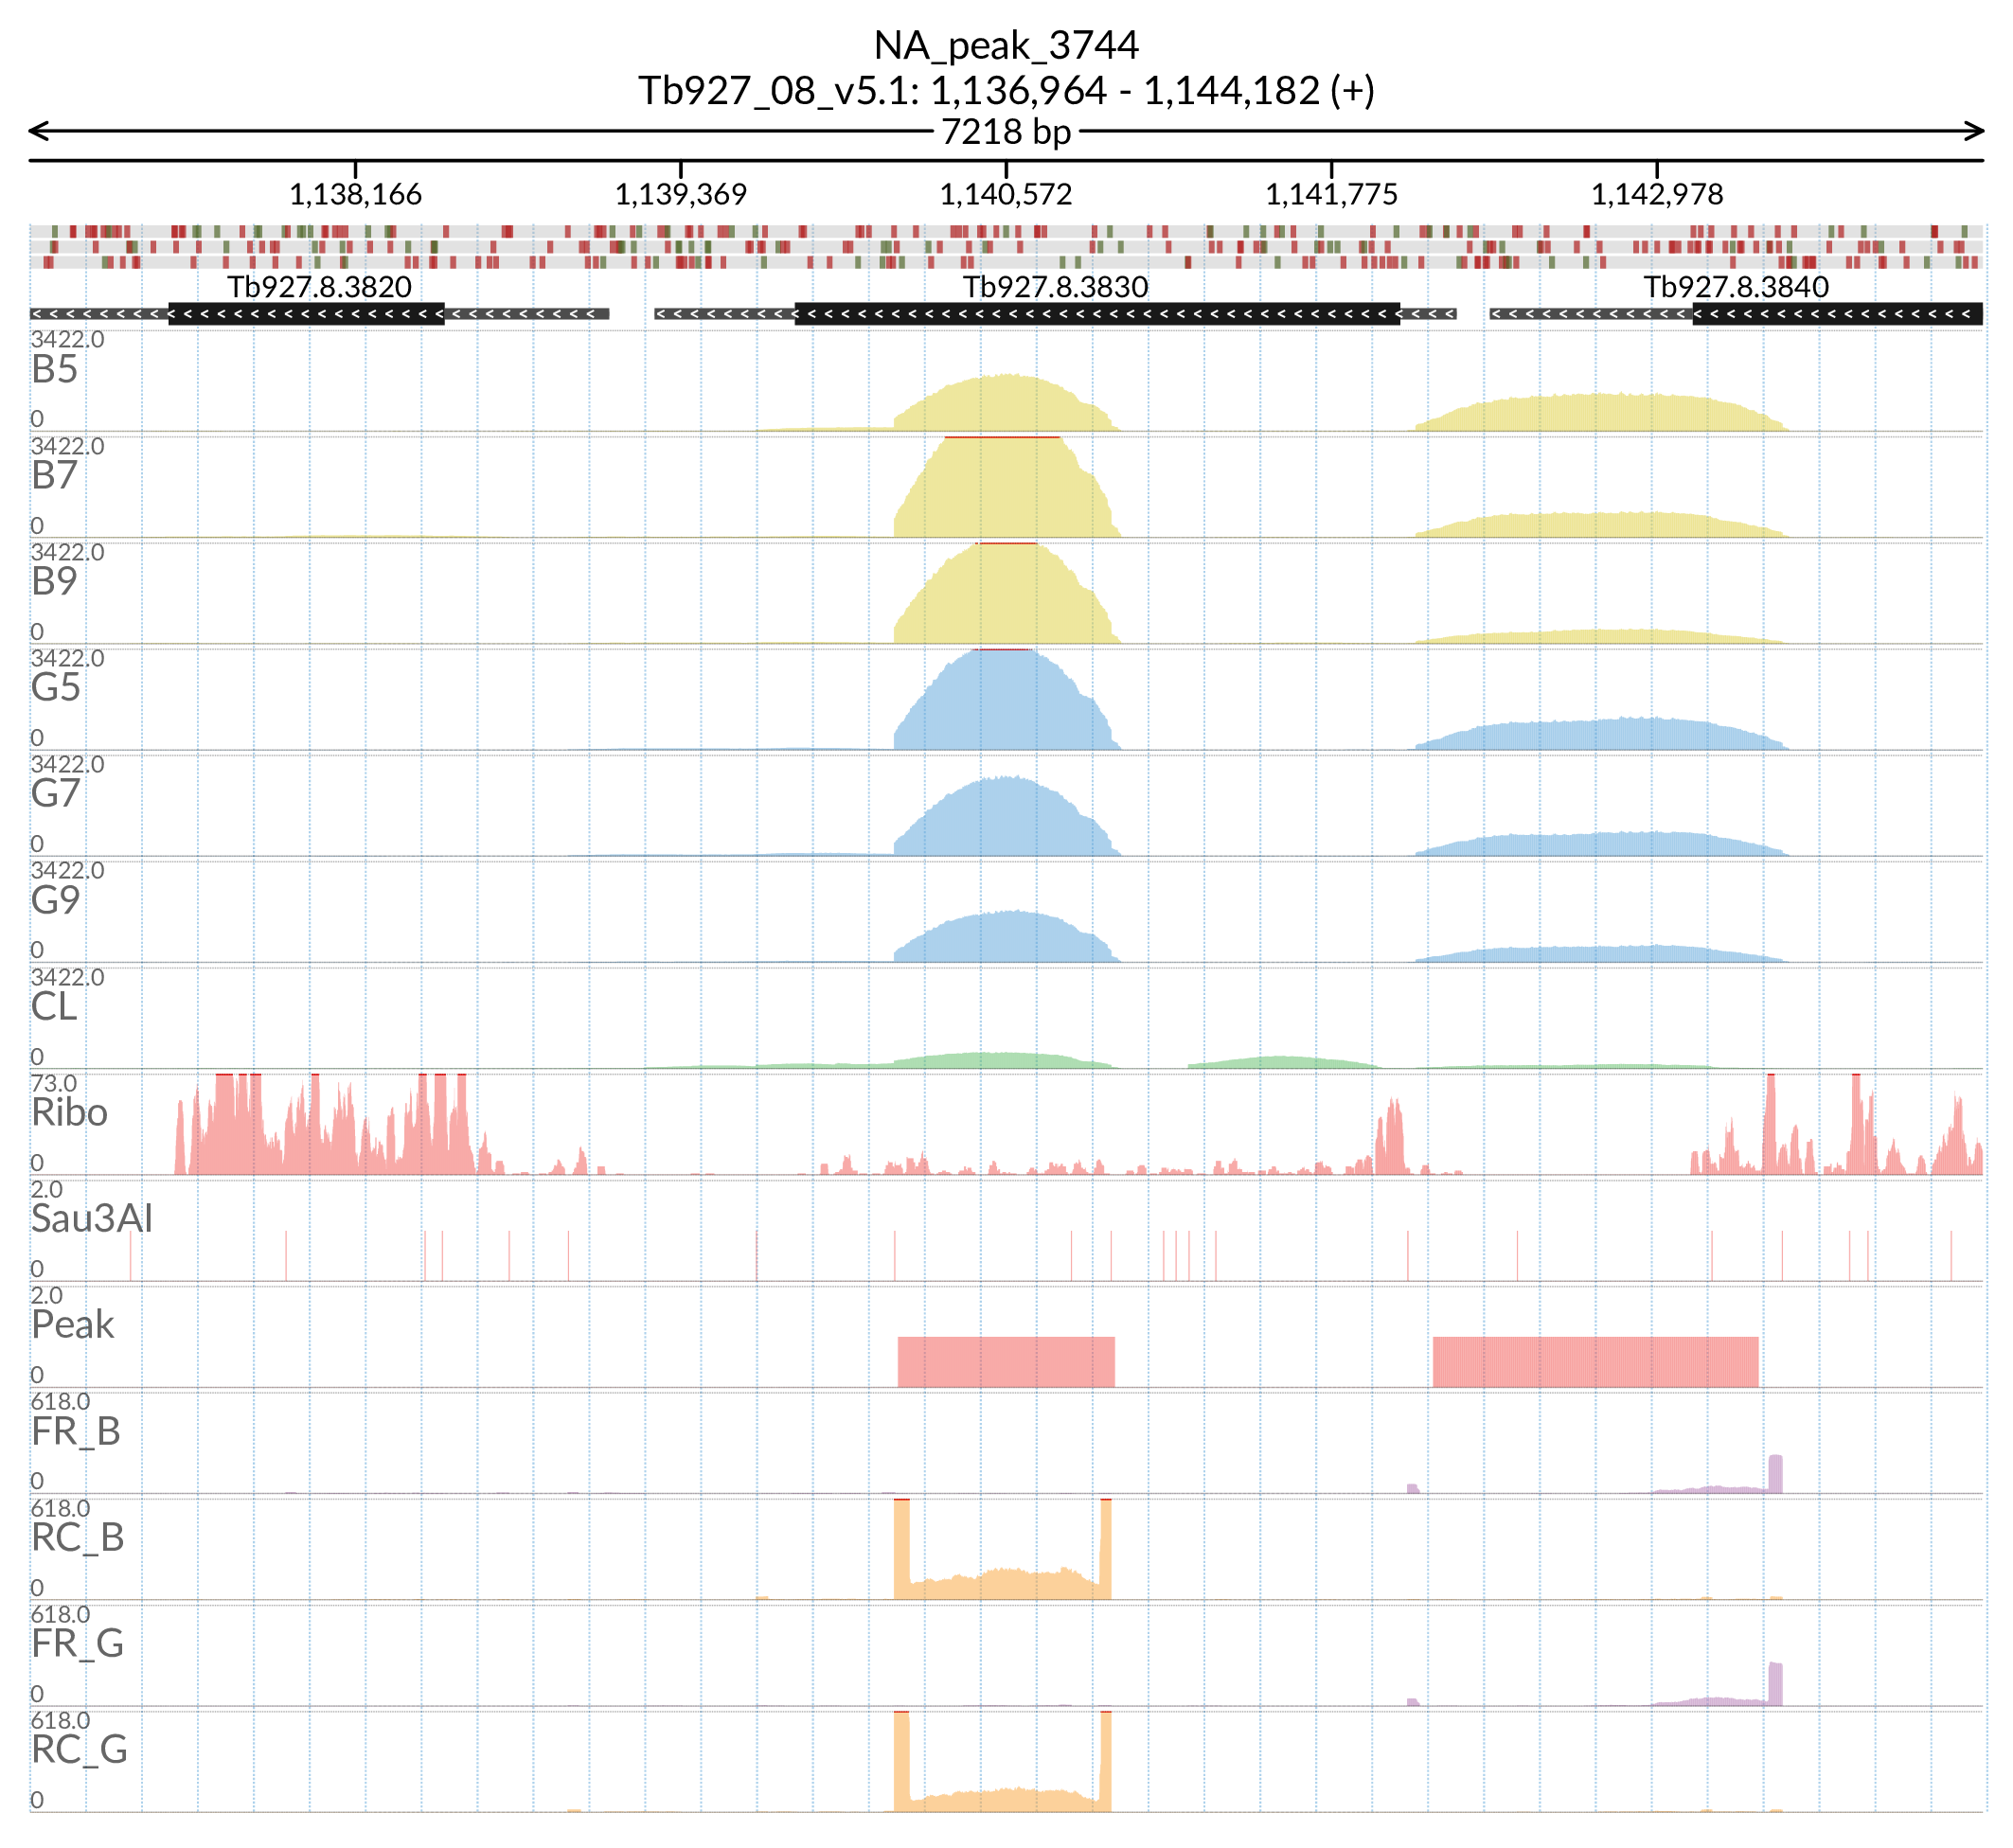 NA_peak_3744
Tb927_08_v5.1: 1,136,964 - 1,144,182 (+)
7218 bp
1,138,166 1,139,369 1,140,572 1,141,775 1,142,978
Tb927.8.3820 Tb927.8.3830 Tb927.8.3840
3422.0
B5
0
3422.0
B7
0
3422.0
B9
0
3422.0
G5
0
3422.0
G7
0
3422.0
G9
0
3422.0
CL
0
73.0
Ribo
0
2.0
Sau3AI
0
2.0
Peak
0
618.0
FR_B
0
618.0
RC_B
0
618.0
FR_G
0
618.0
RC_G
0